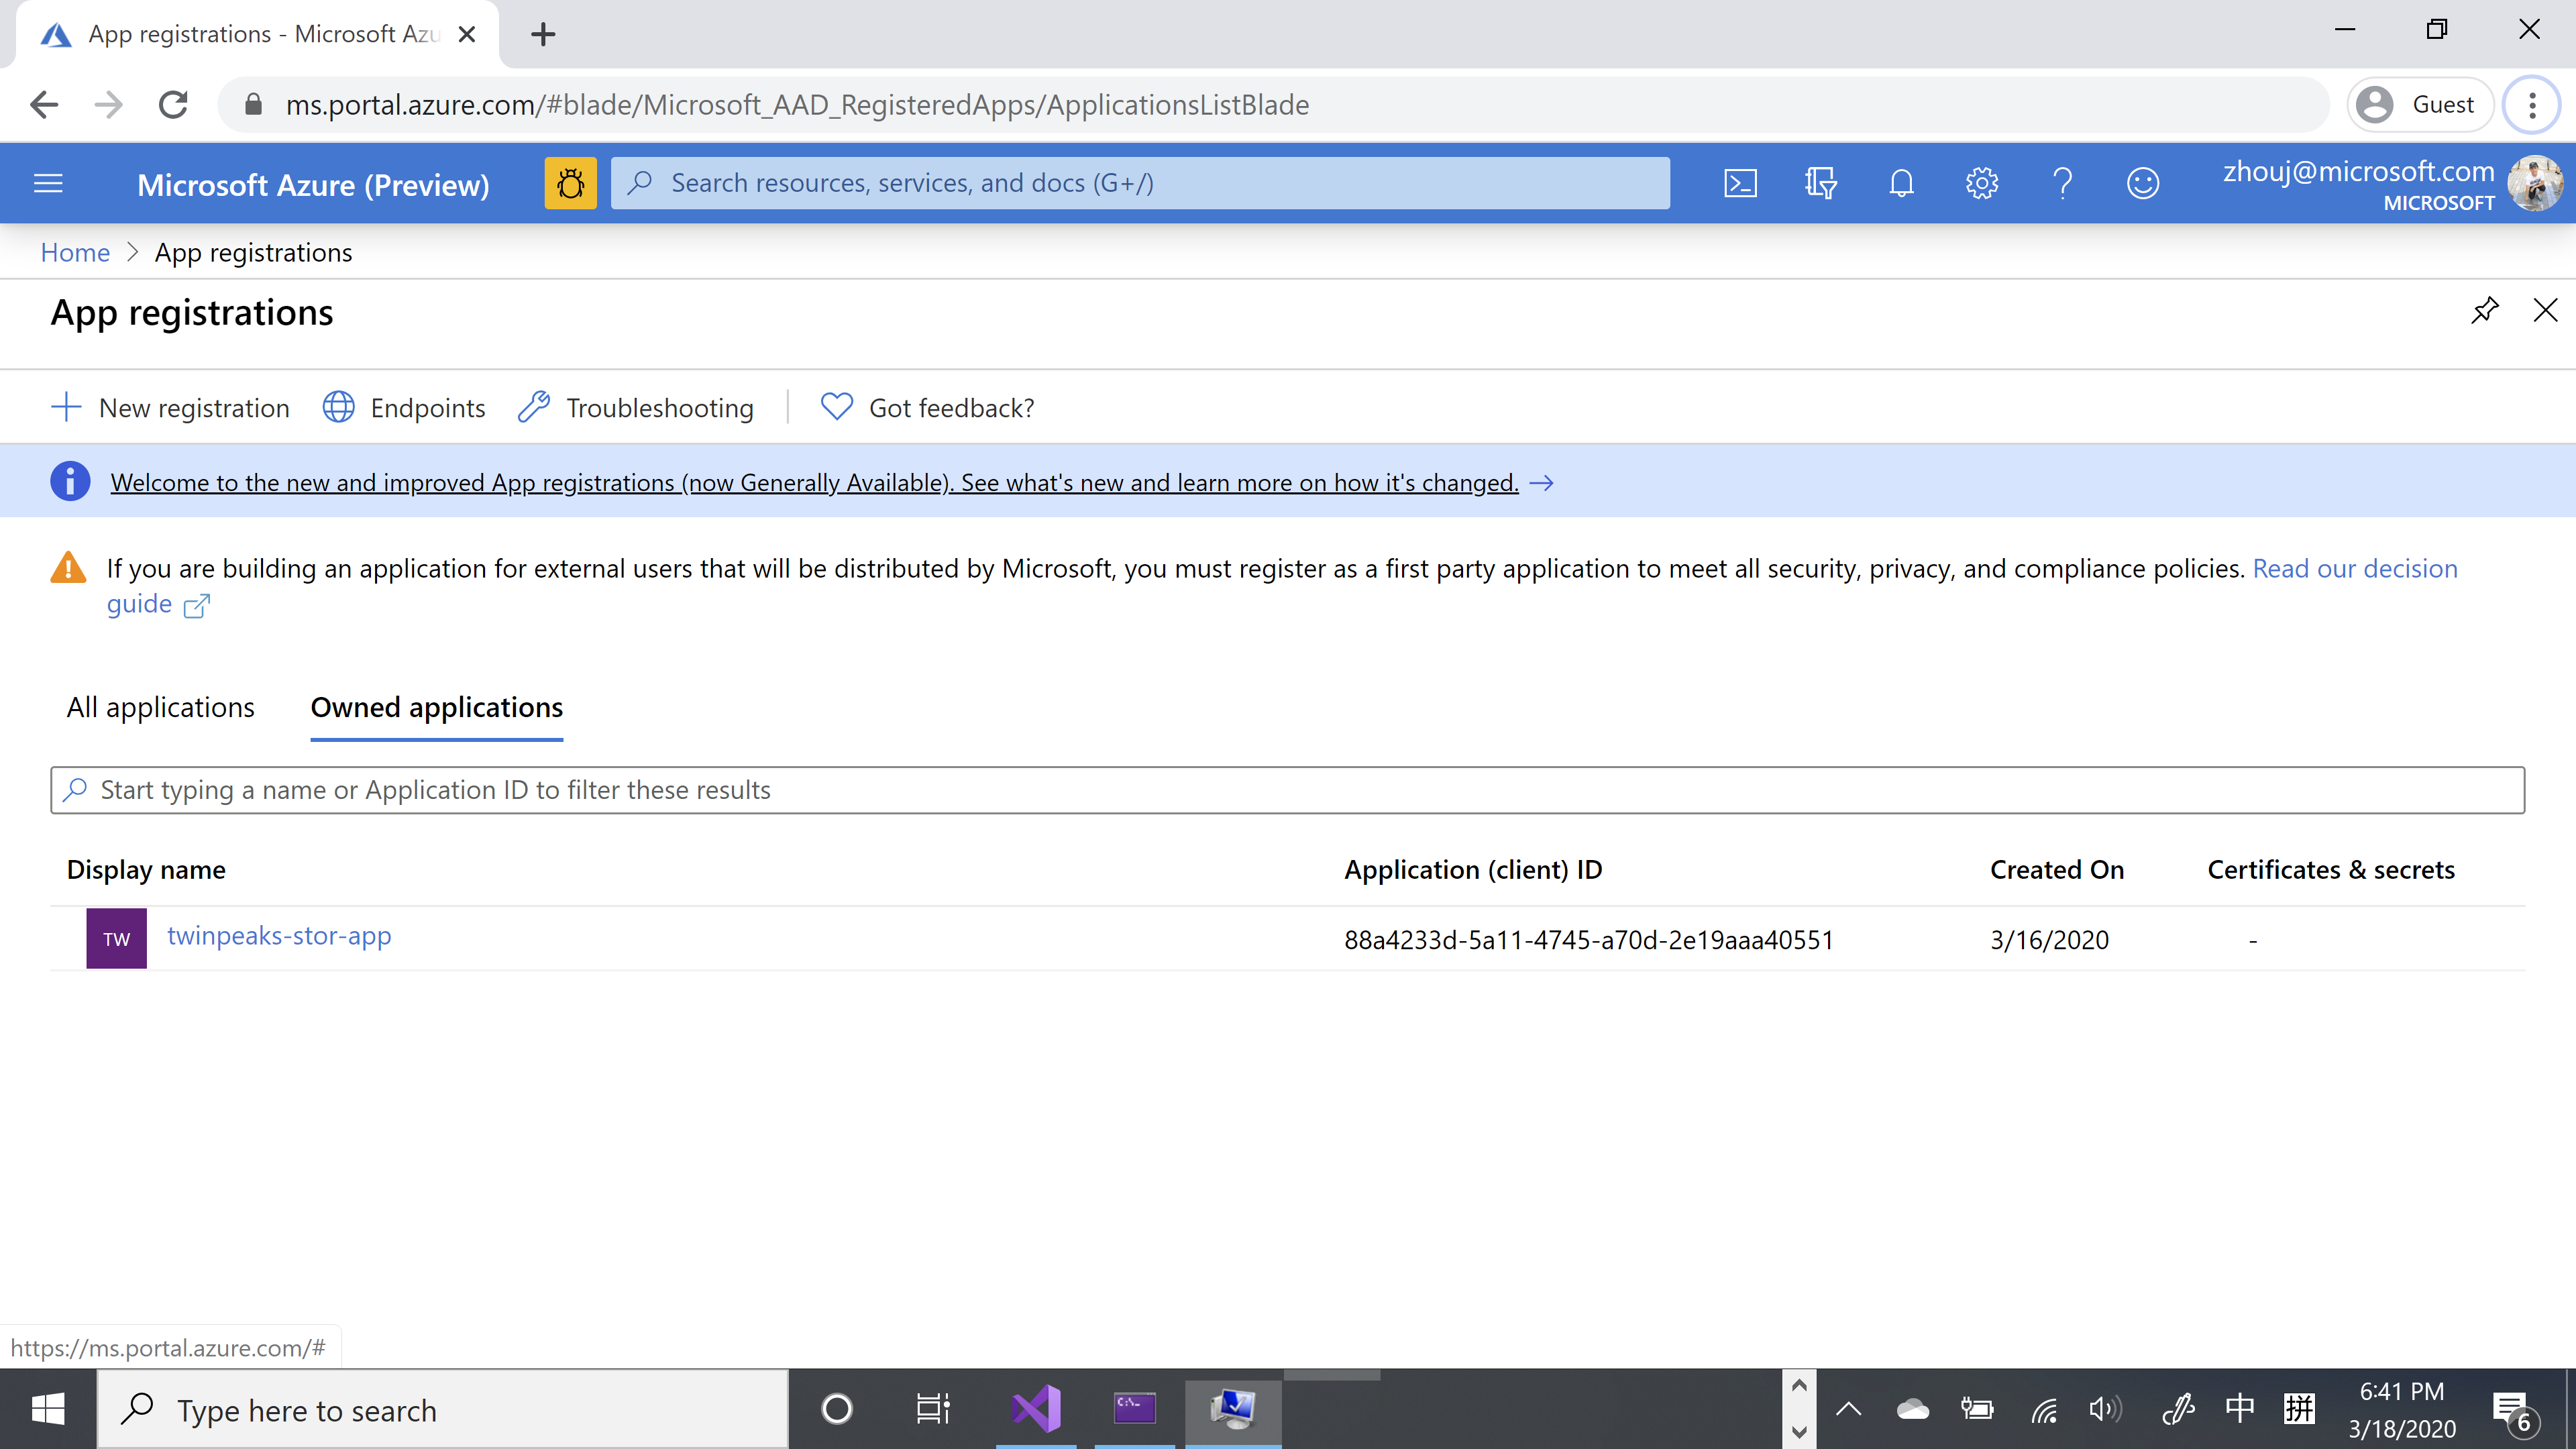 App registrations - Microsoft Azu
ms.portal.azure.com/#blade/Microsoft_AAD_RegisteredApps/ApplicationsListBlade
Guest
Microsoft Azure (Preview)
Search resources, services, and docs (G+/)
zhouj@microsoft.com
MICROSOFT
Home > App registrations
App registrations
New registration
Endpoints
Troubleshooting
Got feedback?
Welcome to the new and improved App registrations (now Generally Available). See what's new and learn more on how it's changed. →
If you are building an application for external users that will be distributed by Microsoft, you must register as a first party application to meet all security, privacy, and compliance policies. Read our decision
guide
All applications
Owned applications
Start typing a name or Application ID to filter these results
Display name
Application (client) ID
Created On
Certificates & secrets
TW
twinpeaks-stor-app
88a4233d-5a11-4745-a70d-2e19aaa40551
3/16/2020
-
https://ms.portal.azure.com/#
Type here to search
C:\_
中
拼
6:41 PM
3/18/2020
6